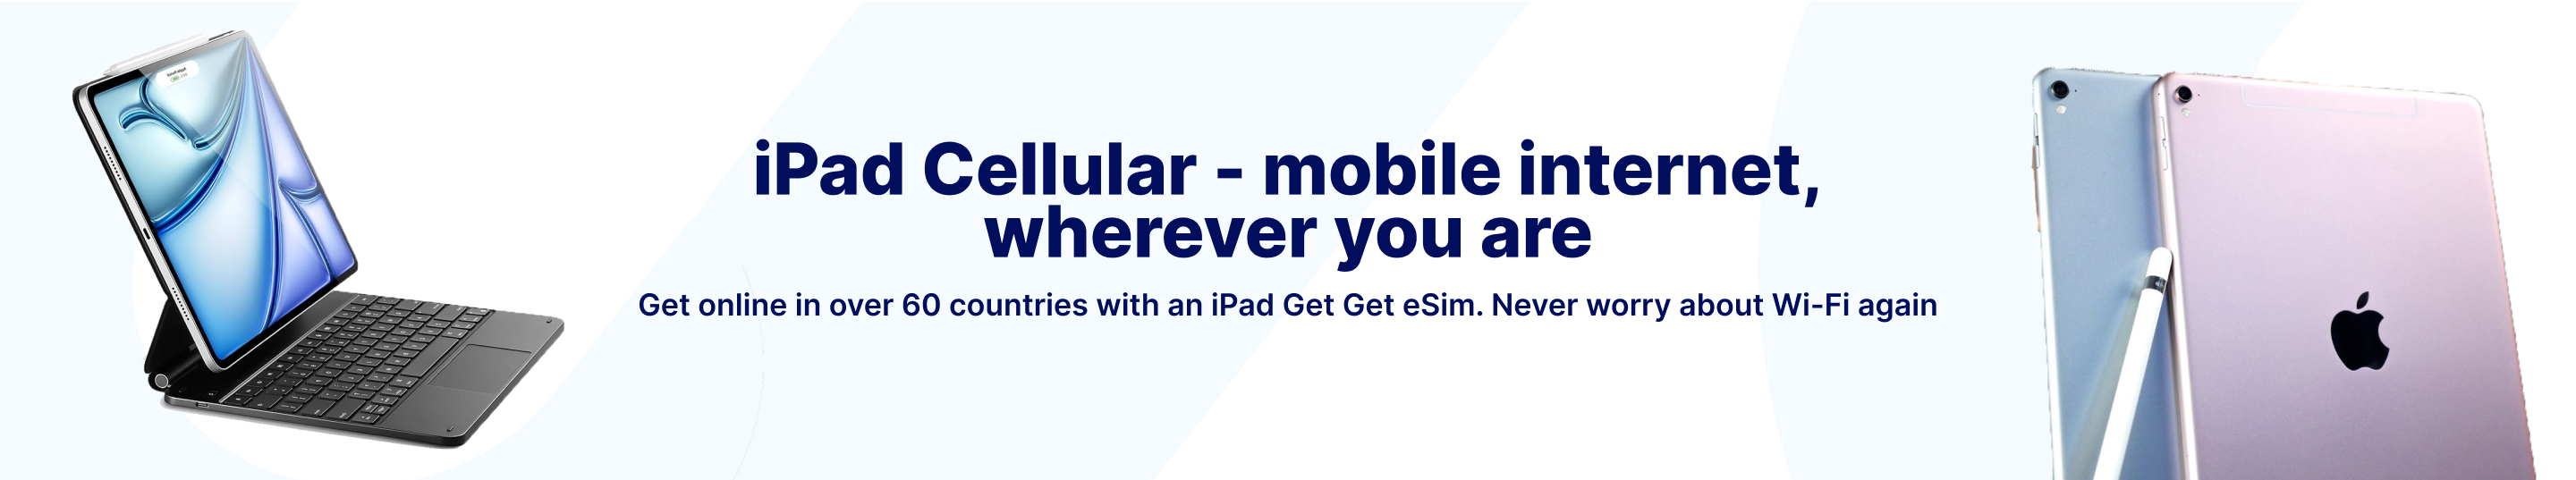 iPad Cellular - mobile internet,
wherever you are
Get online in over 60 countries with an iPad Get Get eSim. Never worry about Wi-Fi again